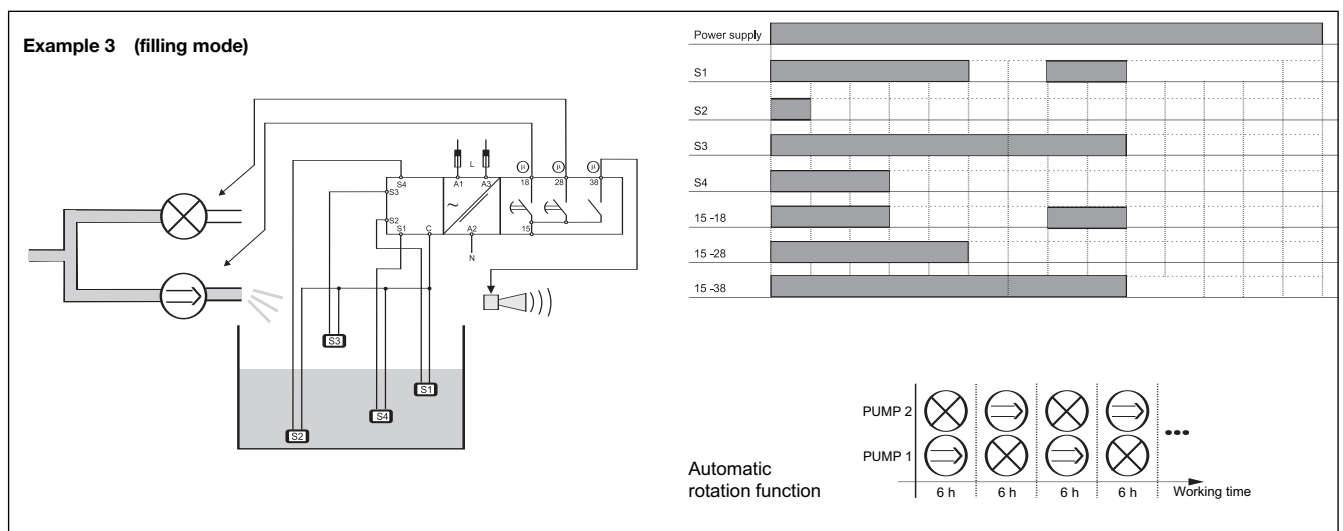 Example 3 (filling mode)
L
S4 A1 A3 18 28 38
µ µ µ
S3
~
S2
S1 C A2 15
N
S3
S1
S4
S2
Power supply
S1
S2
S3
S4
15 -18
15 -28
15 -38
PUMP 2
PUMP 1
Automatic
rotation function
6 h 6 h 6 h 6 h Working time
...